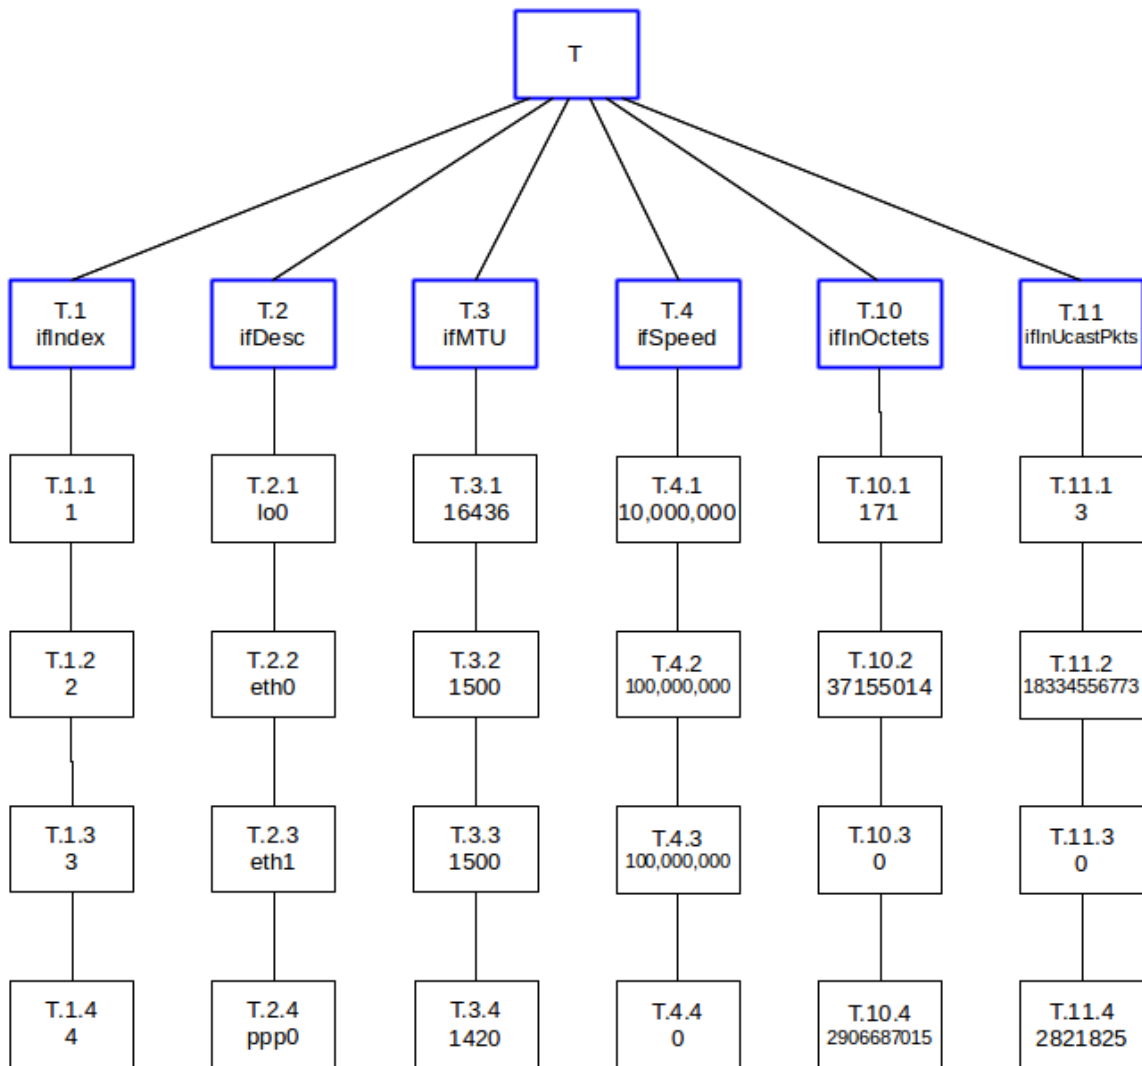 T
T.1
ifIndex
T.2
ifDesc
T.3
ifMTU
T.4
ifSpeed
T.10
ifInOctets
T.11
ifInUcastPkts
T.1.1
1
T.2.1
lo0
T.3.1
16436
T.4.1
10,000,000
T.10.1
171
T.11.1
3
T.1.2
2
T.2.2
eth0
T.3.2
1500
T.4.2
100,000,000
T.10.2
37155014
T.11.2
18334556773
T.1.3
3
T.2.3
eth1
T.3.3
1500
T.4.3
100,000,000
T.10.3
0
T.11.3
0
T.1.4
4
T.2.4
ppp0
T.3.4
1420
T.4.4
0
T.10.4
2906687015
T.11.4
2821825